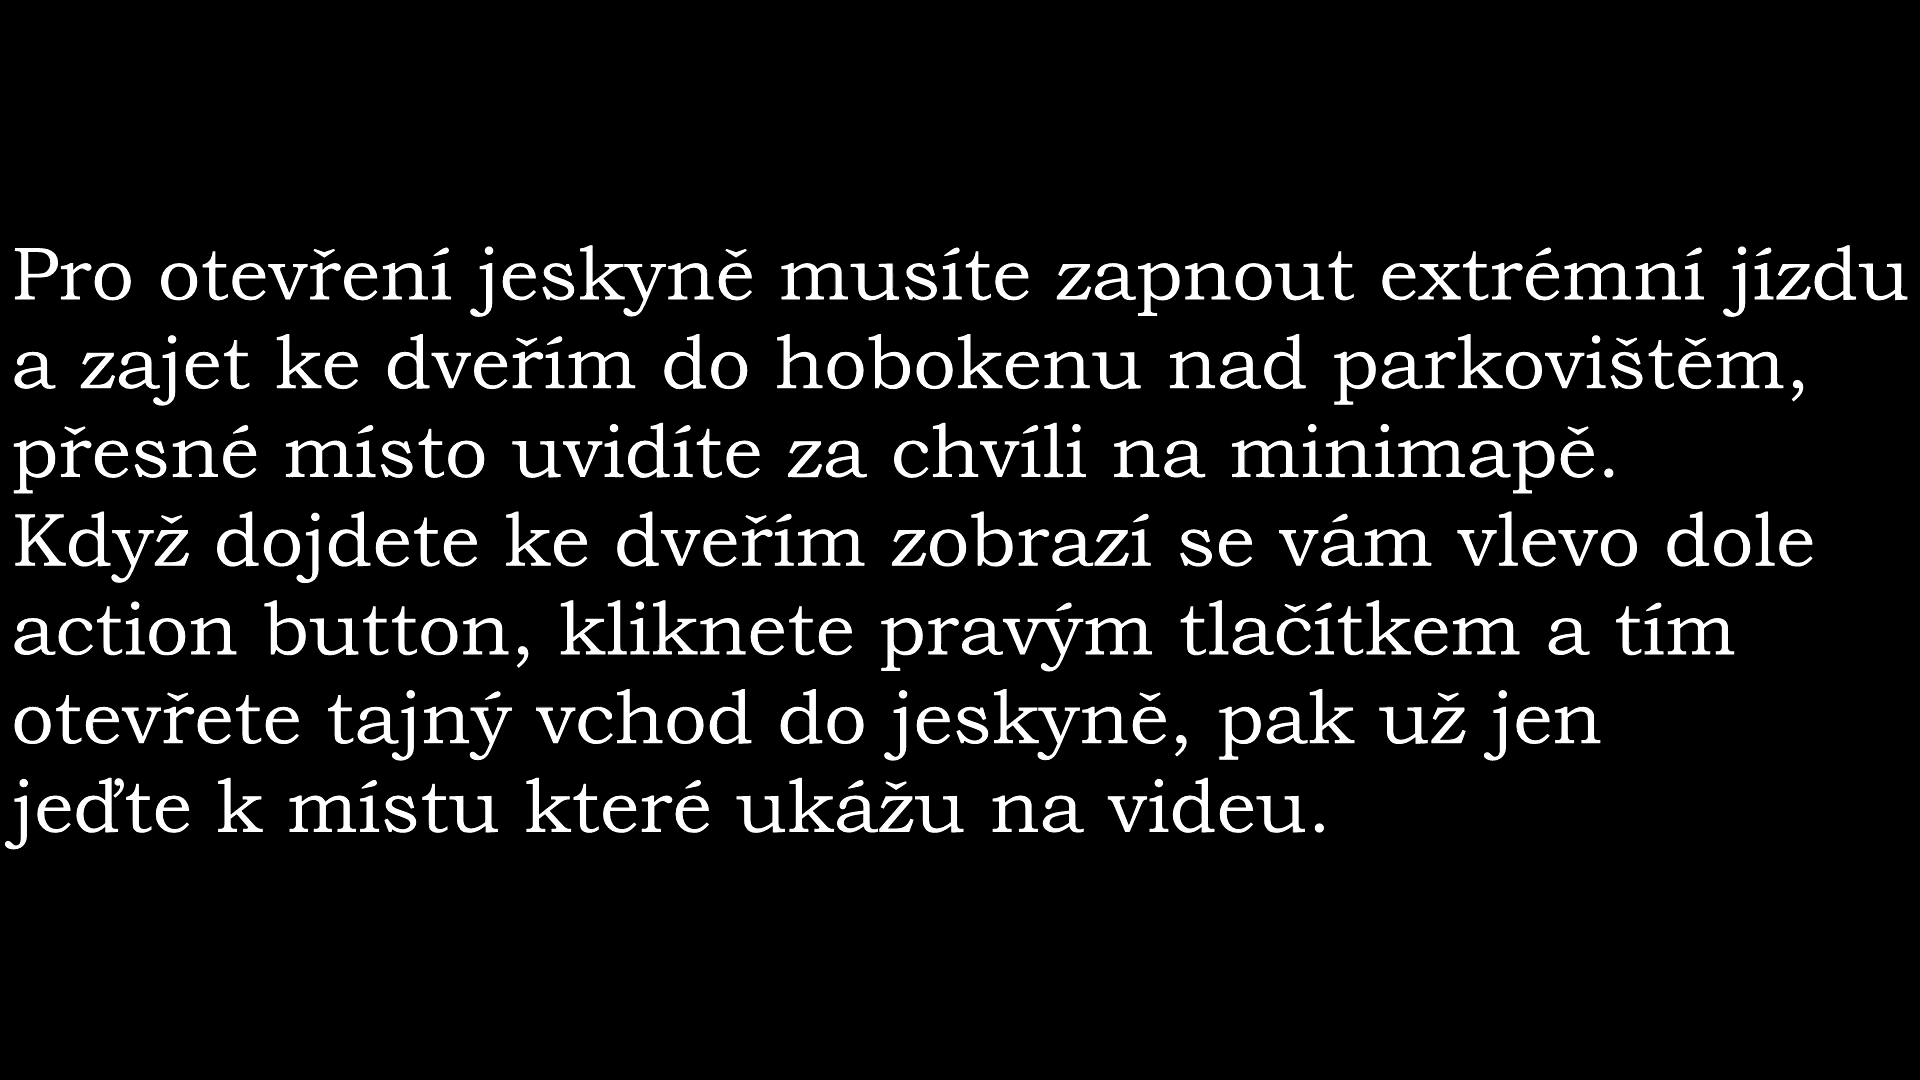 Pro otevření jeskyně musíte zapnout extrémní jízdu
a zajet ke dveřím do hobokenu nad parkovištěm,
přesné místo uvidíte za chvíli na minimapě.
Když dojdete ke dveřím zobrazí se vám vlevo dole
action button, kliknete pravým tlačítkem a tím
otevřete tajný vchod do jeskyně, pak už jen
jeďte k místu které ukážu na videu.